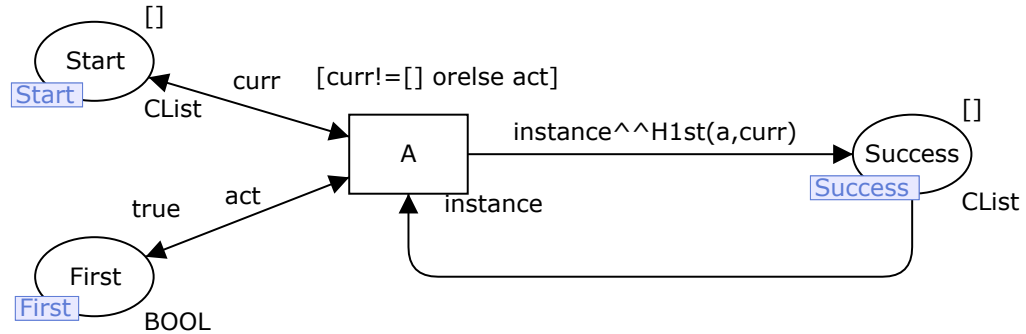 []
Start
Start
curr
[curr!=[] orelse act]
CList
A
instance^^H1st(a,curr)
[]
Success
Success
CList
instance
act
true
First
First
BOOL